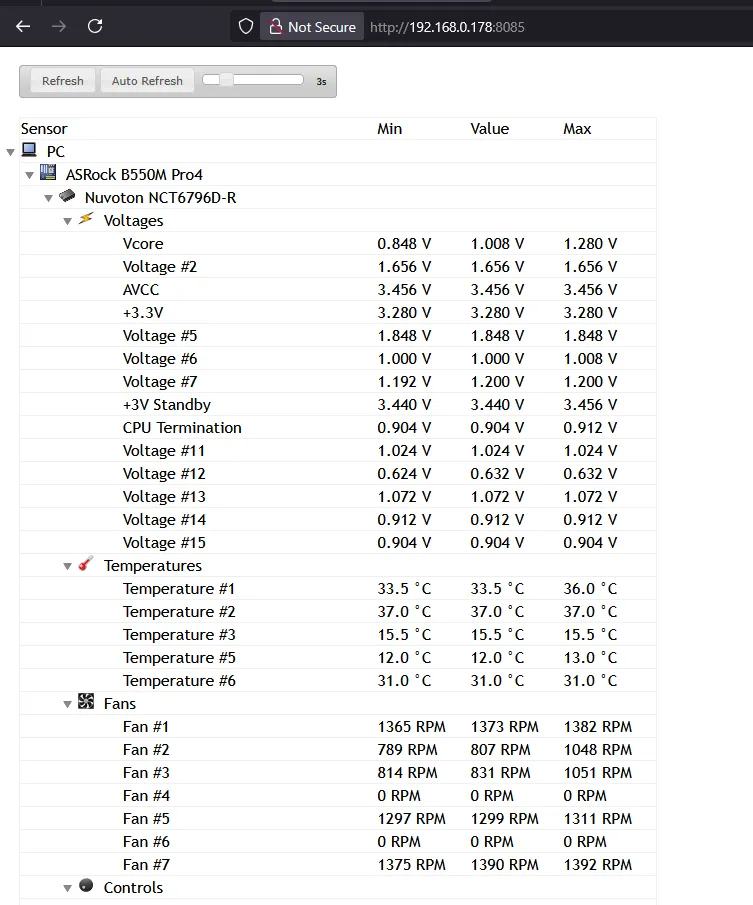 Not Secure http://192.168.0.178:8085
Refresh Auto Refresh 3s
Sensor Min Value Max
PC
ASRock B550M Pro4
Nuvoton NCT6796D-R
Voltages
Vcore 0.848 V 1.008 V 1.280 V
Voltage #2 1.656 V 1.656 V 1.656 V
AVCC 3.456 V 3.456 V 3.456 V
+3.3V 3.280 V 3.280 V 3.280 V
Voltage #5 1.848 V 1.848 V 1.848 V
Voltage #6 1.000 V 1.000 V 1.008 V
Voltage #7 1.192 V 1.200 V 1.200 V
+3V Standby 3.440 V 3.440 V 3.456 V
CPU Termination 0.904 V 0.904 V 0.912 V
Voltage #11 1.024 V 1.024 V 1.024 V
Voltage #12 0.624 V 0.632 V 0.632 V
Voltage #13 1.072 V 1.072 V 1.072 V
Voltage #14 0.912 V 0.912 V 0.912 V
Voltage #15 0.904 V 0.904 V 0.904 V
Temperatures
Temperature #1 33.5 °C 33.5 °C 36.0 °C
Temperature #2 37.0 °C 37.0 °C 37.0 °C
Temperature #3 15.5 °C 15.5 °C 15.5 °C
Temperature #5 12.0 °C 12.0 °C 13.0 °C
Temperature #6 31.0 °C 31.0 °C 31.0 °C
Fans
Fan #1 1365 RPM 1373 RPM 1382 RPM
Fan #2 789 RPM 807 RPM 1048 RPM
Fan #3 814 RPM 831 RPM 1051 RPM
Fan #4 0 RPM 0 RPM 0 RPM
Fan #5 1297 RPM 1299 RPM 1311 RPM
Fan #6 0 RPM 0 RPM 0 RPM
Fan #7 1375 RPM 1390 RPM 1392 RPM
Controls